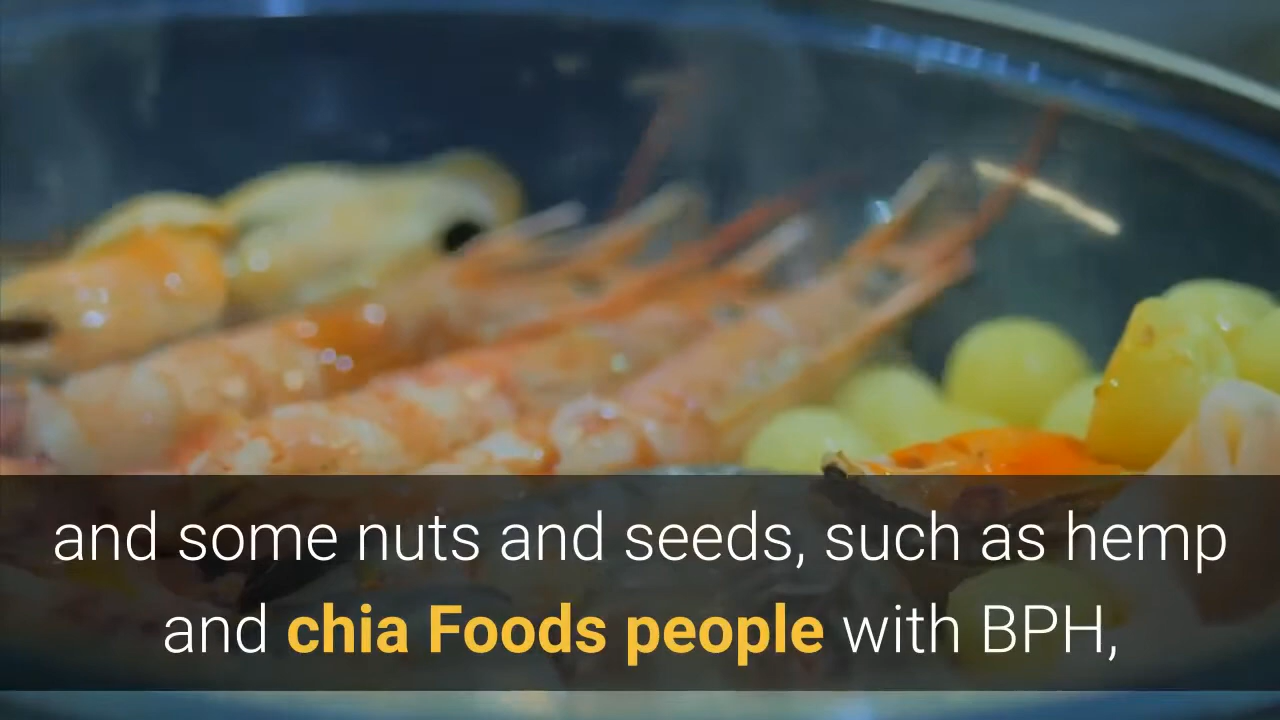 and some nuts and seeds, such as hemp
and chia Foods people with BPH,